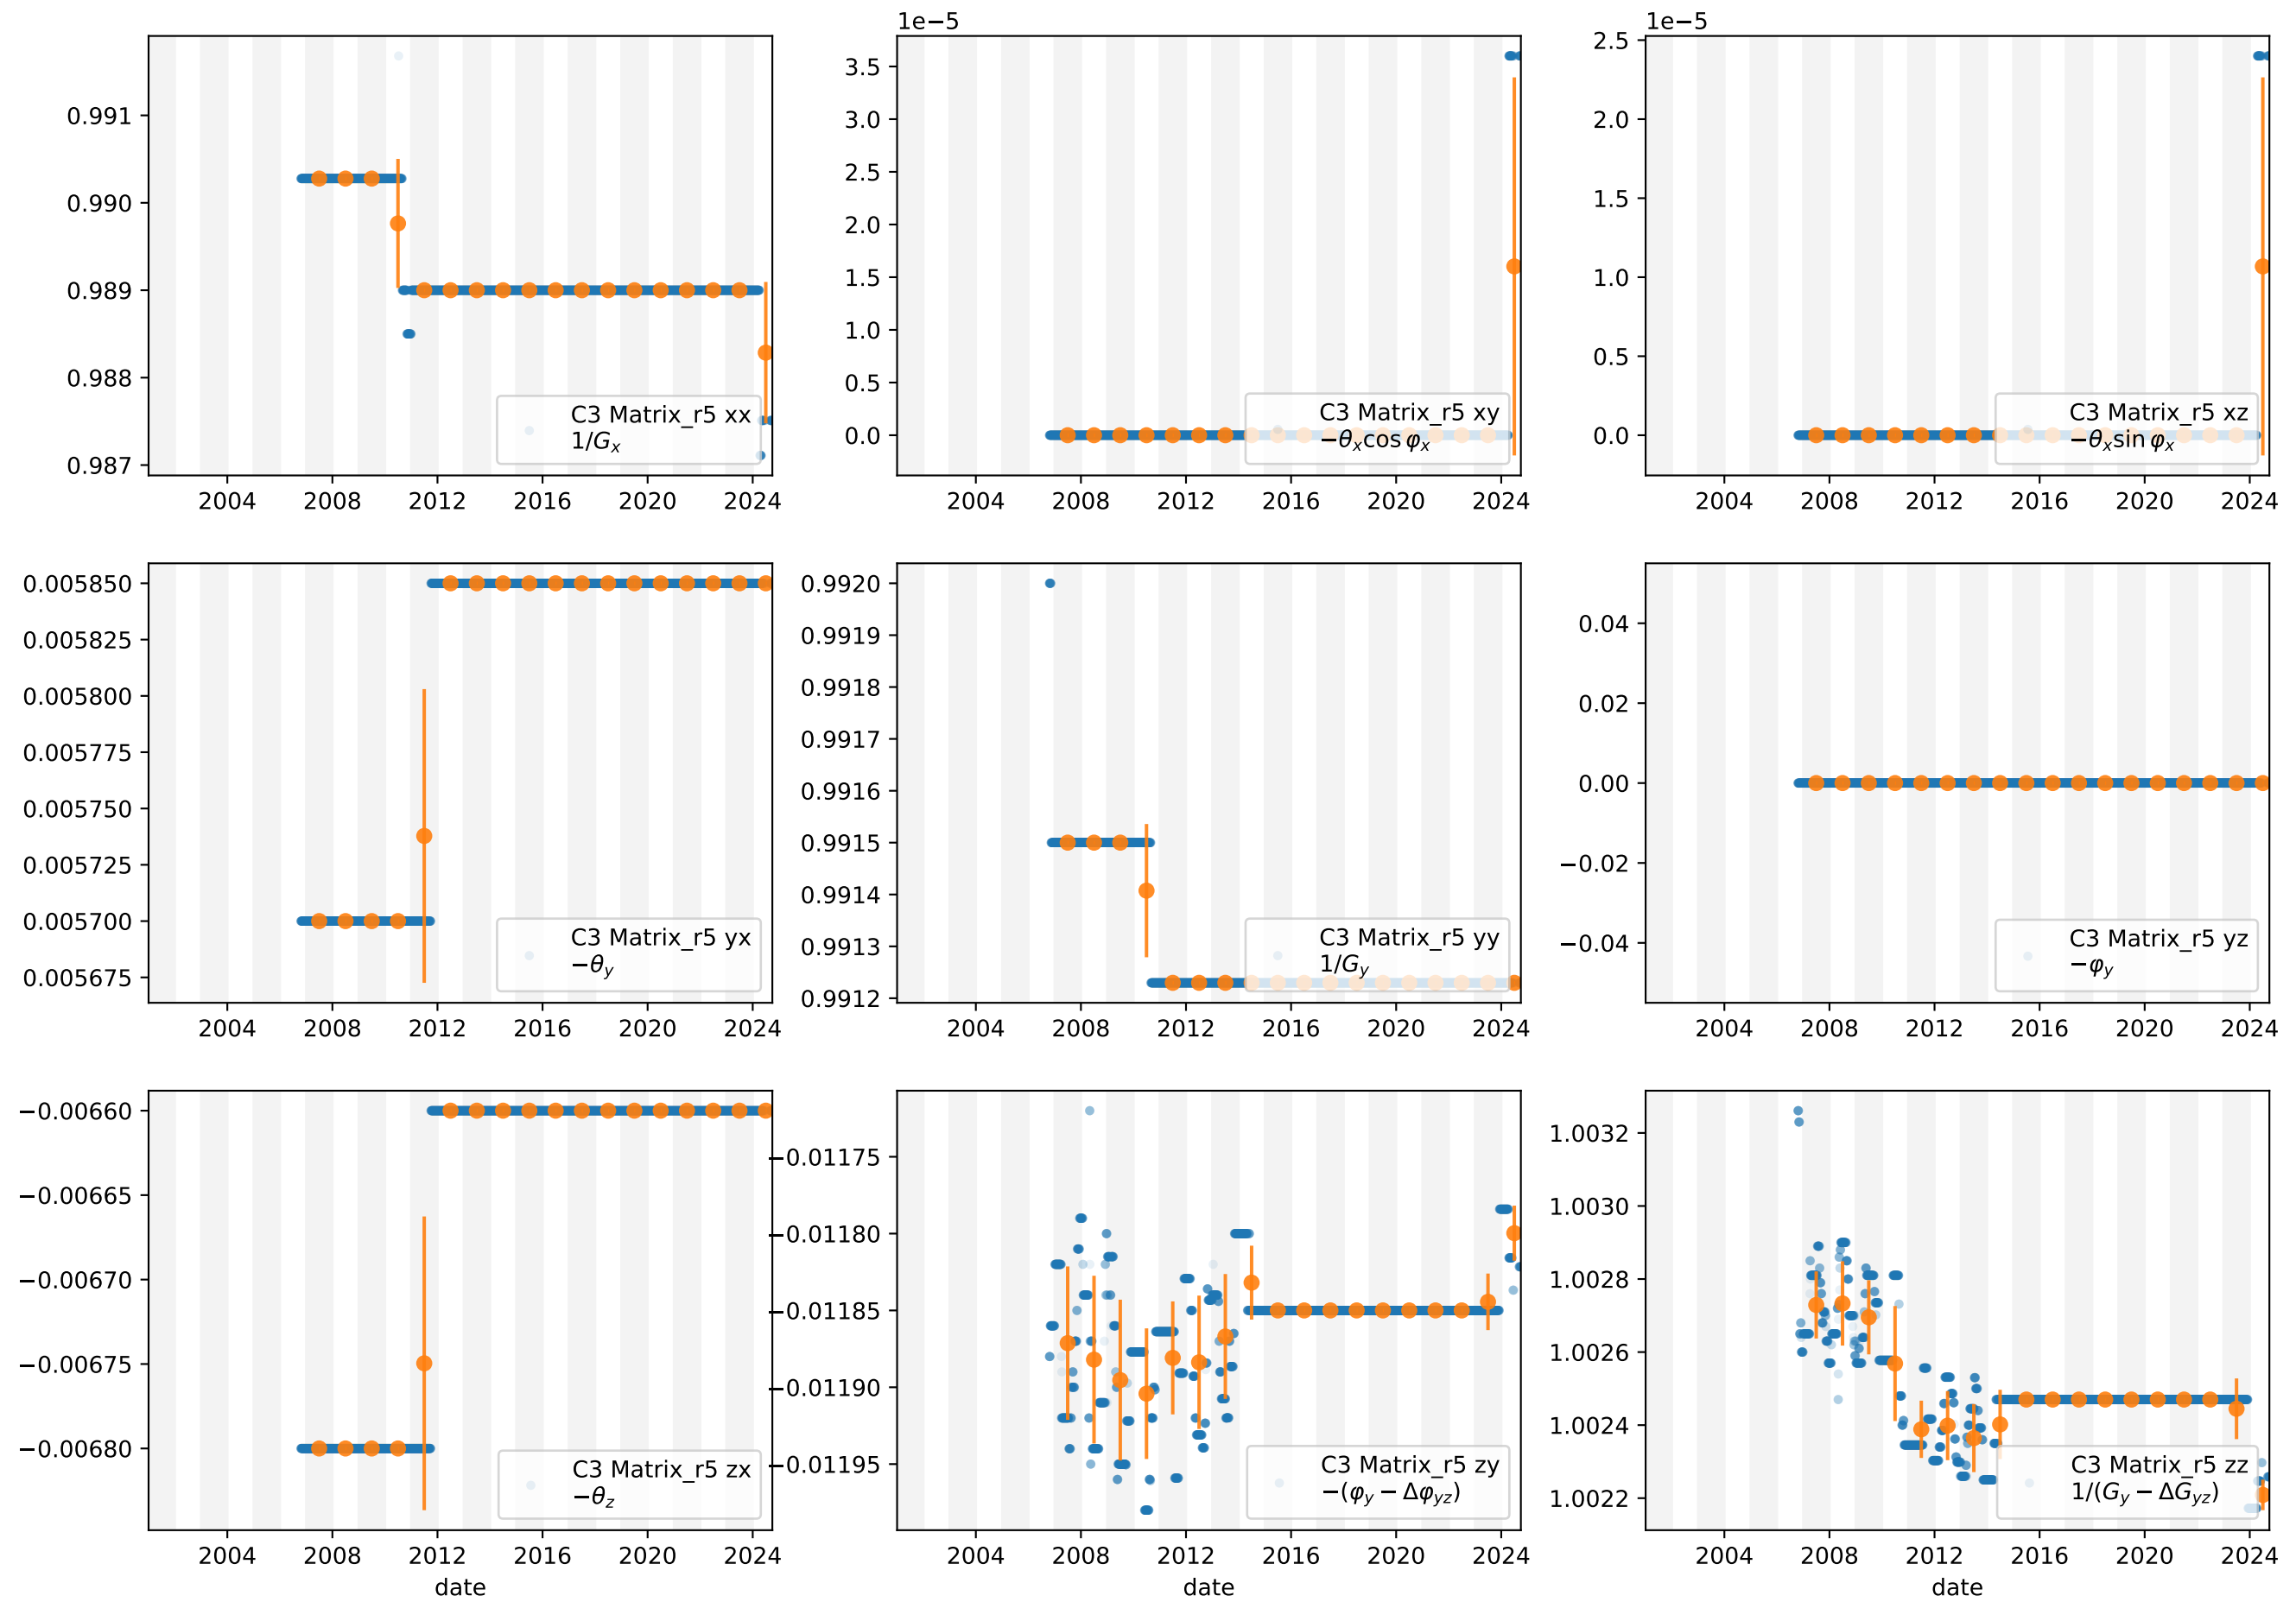 0.991
0.990
0.989
0.988
0.987
C3 Matrix_r5 xx
1/Gₓ
2004 2008 2012 2016 2020 2024
1e−5
3.5
3.0
2.5
2.0
1.5
1.0
0.5
0.0
C3 Matrix_r5 xy
−θₓcos φₓ
2004 2008 2012 2016 2020 2024
1e−5
2.5
2.0
1.5
1.0
0.5
0.0
C3 Matrix_r5 xz
−θₓsin φₓ
2004 2008 2012 2016 2020 2024
0.005850
0.005825
0.005800
0.005775
0.005750
0.005725
0.005700
0.005675
C3 Matrix_r5 yx
−θ_y
2004 2008 2012 2016 2020 2024
0.9920
0.9919
0.9918
0.9917
0.9916
0.9915
0.9914
0.9913
0.9912
C3 Matrix_r5 yy
1/G_y
2004 2008 2012 2016 2020 2024
0.04
0.02
0.00
−0.02
−0.04
C3 Matrix_r5 yz
−φ_y
2004 2008 2012 2016 2020 2024
−0.00660
−0.00665
−0.00670
−0.00675
−0.00680
C3 Matrix_r5 zx
−θ_z
2004 2008 2012 2016 2020 2024
date
−0.01175
−0.01180
−0.01185
−0.01190
−0.01195
C3 Matrix_r5 zy
−(φ_y − Δφ_yz)
2004 2008 2012 2016 2020 2024
date
1.0032
1.0030
1.0028
1.0026
1.0024
1.0022
C3 Matrix_r5 zz
1/(G_y − ΔG_yz)
2004 2008 2012 2016 2020 2024
date